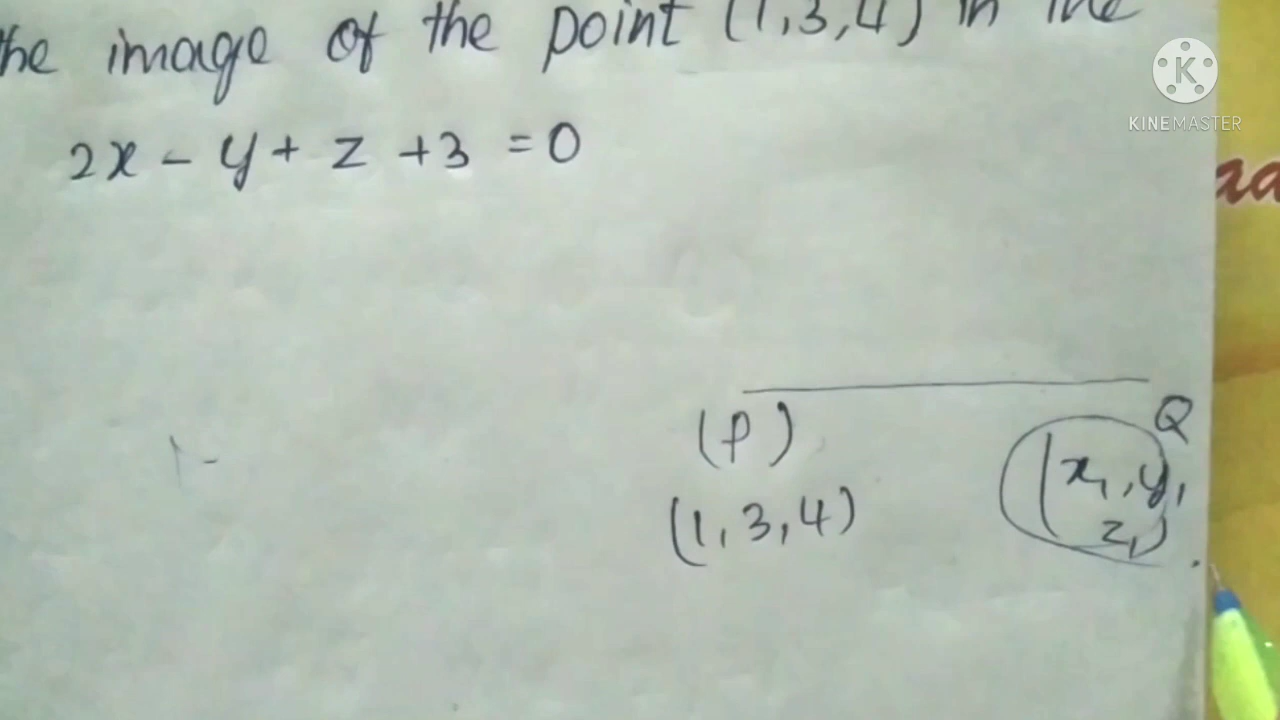 the image of the point (1,3,4) in the
2x - y + z + 3 = 0
(P)
(1,3,4)
Q
(x₁, y₁,
z₁)
K
KINEMASTER